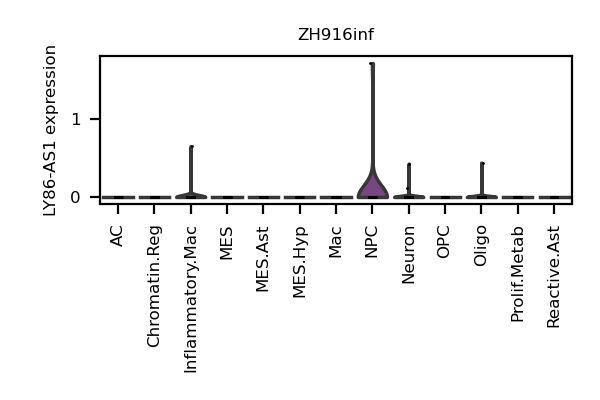 ZH916inf
LY86-AS1 expression
1
0
AC
Chromatin.Reg
Inflammatory.Mac
MES
MES.Ast
MES.Hyp
Mac
NPC
Neuron
OPC
Oligo
Prolif.Metab
Reactive.Ast